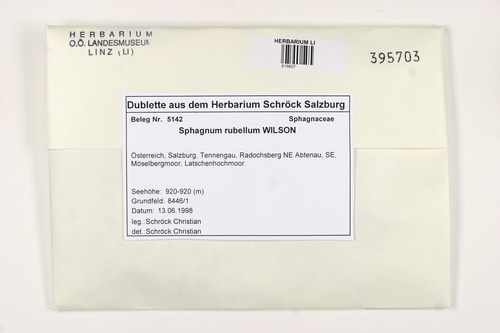 HERBARIUM
O.Ö. LANDESMUSEUM
LINZ (LI)
HERBARIUM LI
395703
Dublette aus dem Herbarium Schröck Salzburg
Beleg Nr. 5142 Sphagnaceae
Sphagnum rubellum WILSON
Österreich, Salzburg, Tennengau, Radochsberg NE Abtenau, SE,
Möselbergmoor, Latschenhochmoor.
Seehöhe: 920-920 (m)
Grundfeld: 8446/1
Datum: 13.06.1998
leg.:Schröck Christian
det.:Schröck Christian